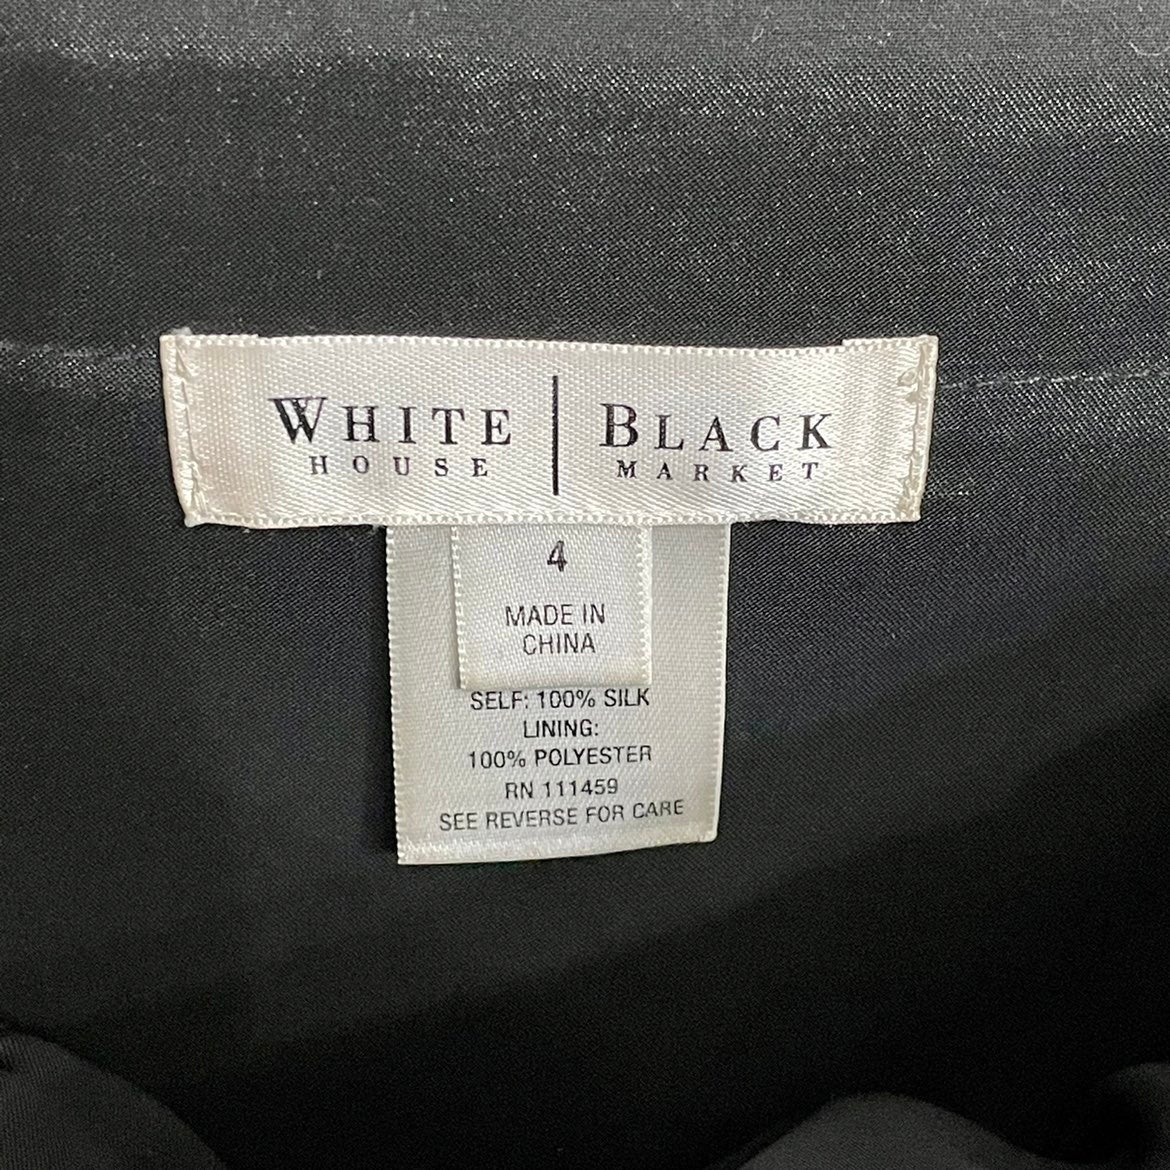 WHITE | BLACK
HOUSE MARKET
4
MADE IN
CHINA
SELF: 100% SILK
LINING:
100% POLYESTER
RN 111459
SEE REVERSE FOR CARE